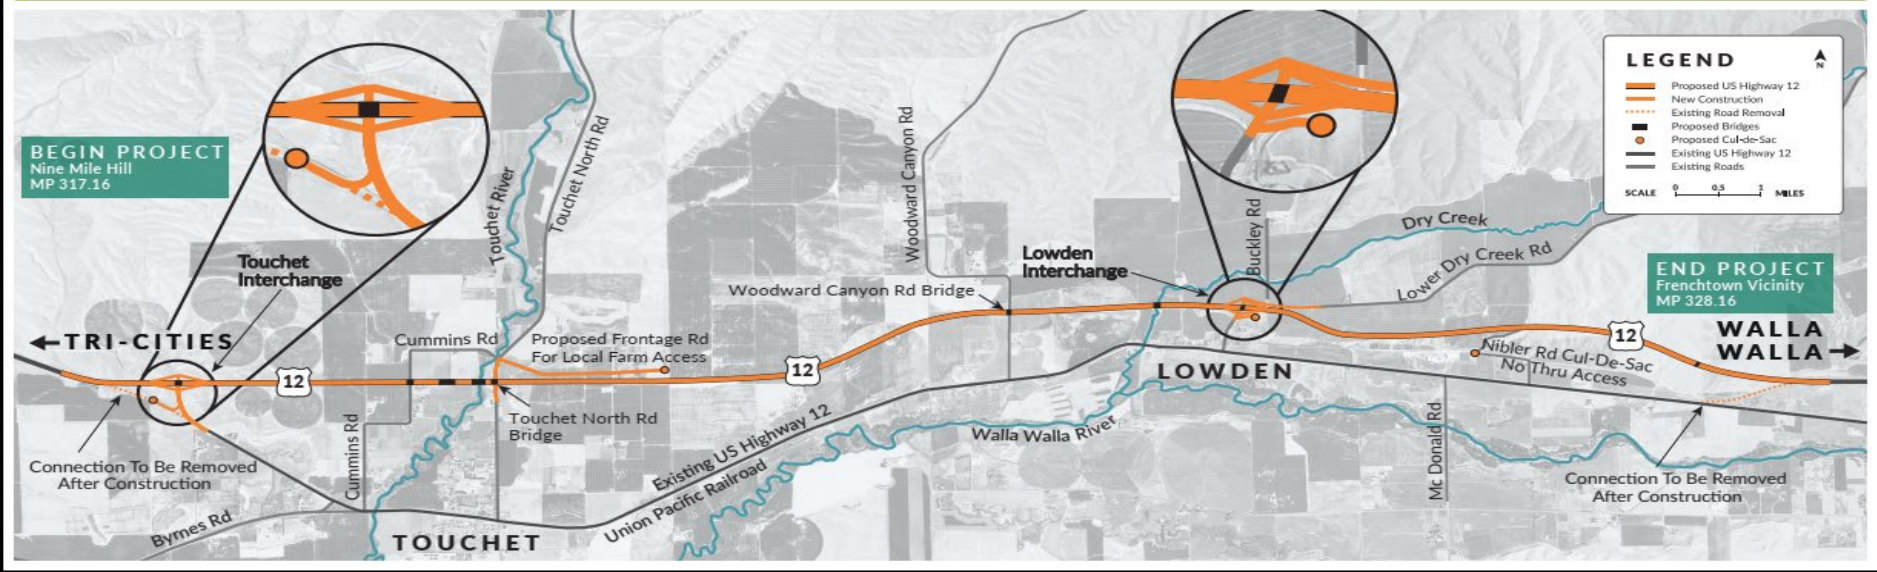 BEGIN PROJECT
Nine Mile Hill
MP 317.16
TRI-CITIES
Touchet
Interchange
12
Connection To Be Removed
After Construction
Byrnes Rd
Cummins Rd
Cummins Rd
Touchet River
Touchet North Rd
Proposed Frontage Rd
For Local Farm Access
Touchet North Rd
Bridge
TOUCHET
Existing US Highway 12
Union Pacific Railroad
12
Woodward Canyon Rd
Woodward Canyon Rd Bridge
Lowden
Interchange
Buckley Rd
Dry Creek
Lower Dry Creek Rd
LOWDEN
Walla Walla River
Mc Donald Rd
Nibler Rd Cul-De-Sac
No Thru Access
12
Connection To Be Removed
After Construction
END PROJECT
Frenchtown Vicinity
MP 328.16
WALLA
WALLA
LEGEND
N
Proposed US Highway 12
New Construction
Existing Road Removal
Proposed Bridges
Proposed Cul-de-Sac
Existing US Highway 12
Existing Roads
SCALE 0 0.5 1 MILES